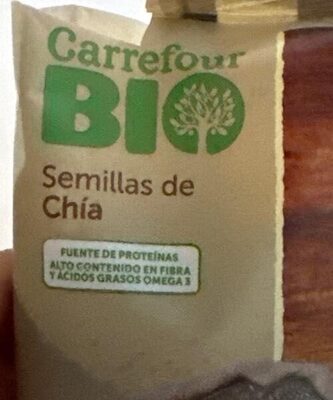 Carrefour
BIO
Semillas de
Chía
FUENTE DE PROTEÍNAS
ALTO CONTENIDO EN FIBRA
Y ÁCIDOS GRASOS OMEGA 3